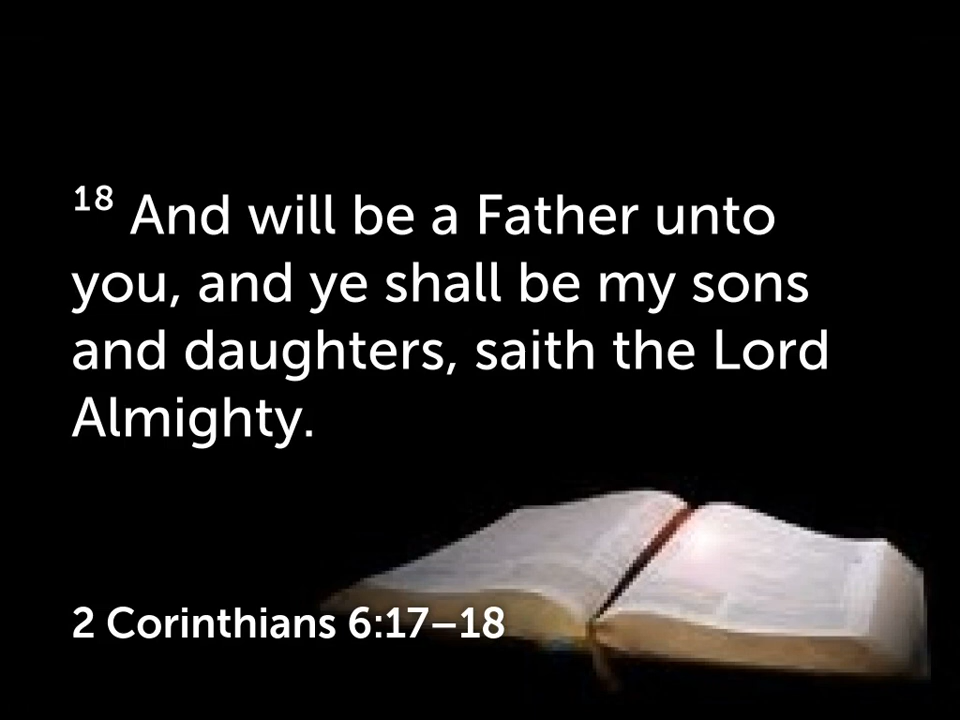 18 And will be a Father unto
you, and ye shall be my sons
and daughters, saith the Lord
Almighty.
2 Corinthians 6:17–18